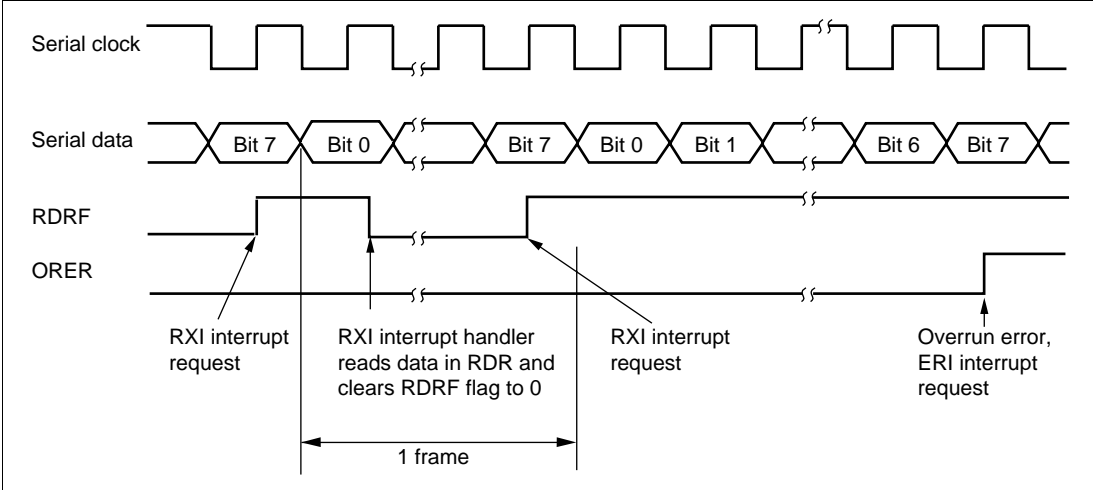 Serial clock
Serial data
Bit 7
Bit 0
Bit 7
Bit 0
Bit 1
Bit 6
Bit 7
RDRF
ORER
RXI interrupt
request
RXI interrupt handler
reads data in RDR and
clears RDRF flag to 0
RXI interrupt
request
Overrun error,
ERI interrupt
request
1 frame